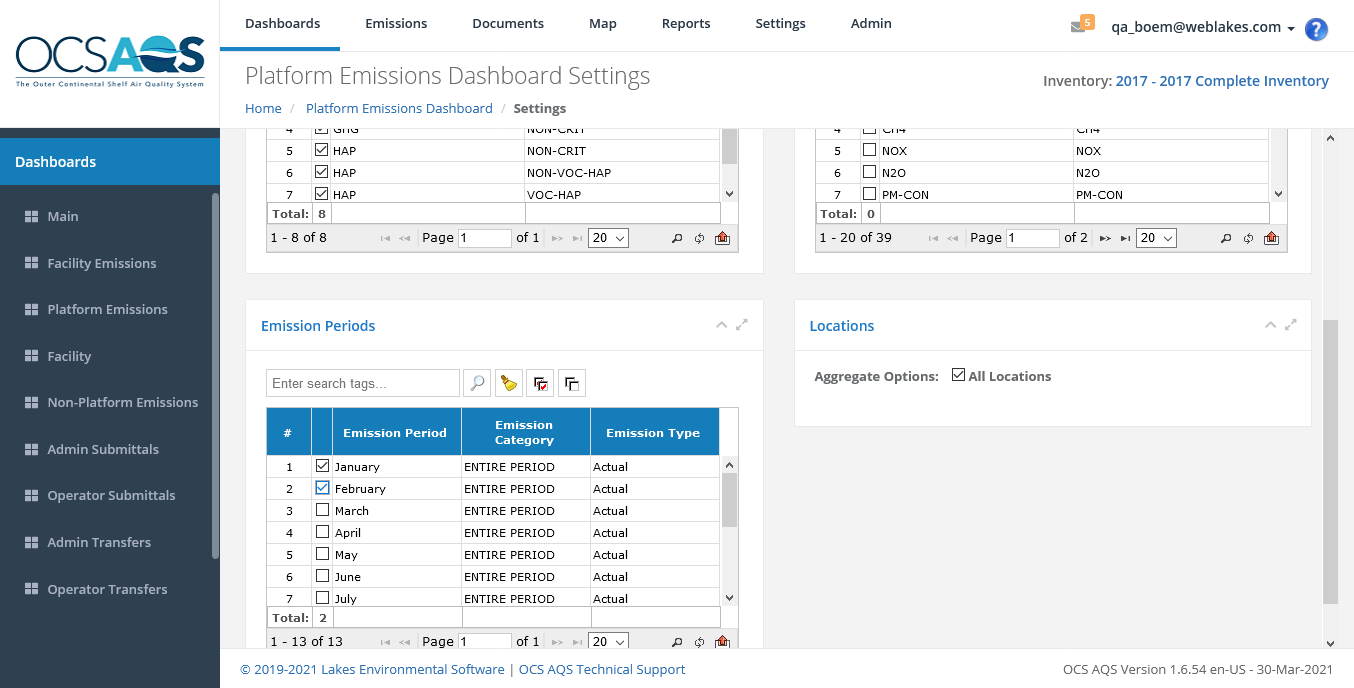 OCSAQS
The Outer Continental Shelf Air Quality System
Dashboards Emissions Documents Map Reports Settings Admin
5 qa_boem@weblakes.com ?
Platform Emissions Dashboard Settings
Inventory: 2017 - 2017 Complete Inventory
Home / Platform Emissions Dashboard / Settings
Dashboards
Main
Facility Emissions
Platform Emissions
Facility
Non-Platform Emissions
Admin Submittals
Operator Submittals
Admin Transfers
Operator Transfers
4 GHG NON-CRIT
5 HAP NON-CRIT
6 HAP NON-VOC-HAP
7 HAP VOC-HAP
Total: 8
1 - 8 of 8 Page 1 of 1 20
4 CH4 CH4
5 NOX NOX
6 N2O N2O
7 PM-CON PM-CON
Total: 0
1 - 20 of 39 Page 1 of 2 20
Emission Periods
Enter search tags...
# Emission Period Emission Category Emission Type
1 January ENTIRE PERIOD Actual
2 February ENTIRE PERIOD Actual
3 March ENTIRE PERIOD Actual
4 April ENTIRE PERIOD Actual
5 May ENTIRE PERIOD Actual
6 June ENTIRE PERIOD Actual
7 July ENTIRE PERIOD Actual
Total: 2
1 - 13 of 13 Page 1 of 1 20
Locations
Aggregate Options: All Locations
© 2019-2021 Lakes Environmental Software | OCS AQS Technical Support
OCS AQS Version 1.6.54 en-US - 30-Mar-2021